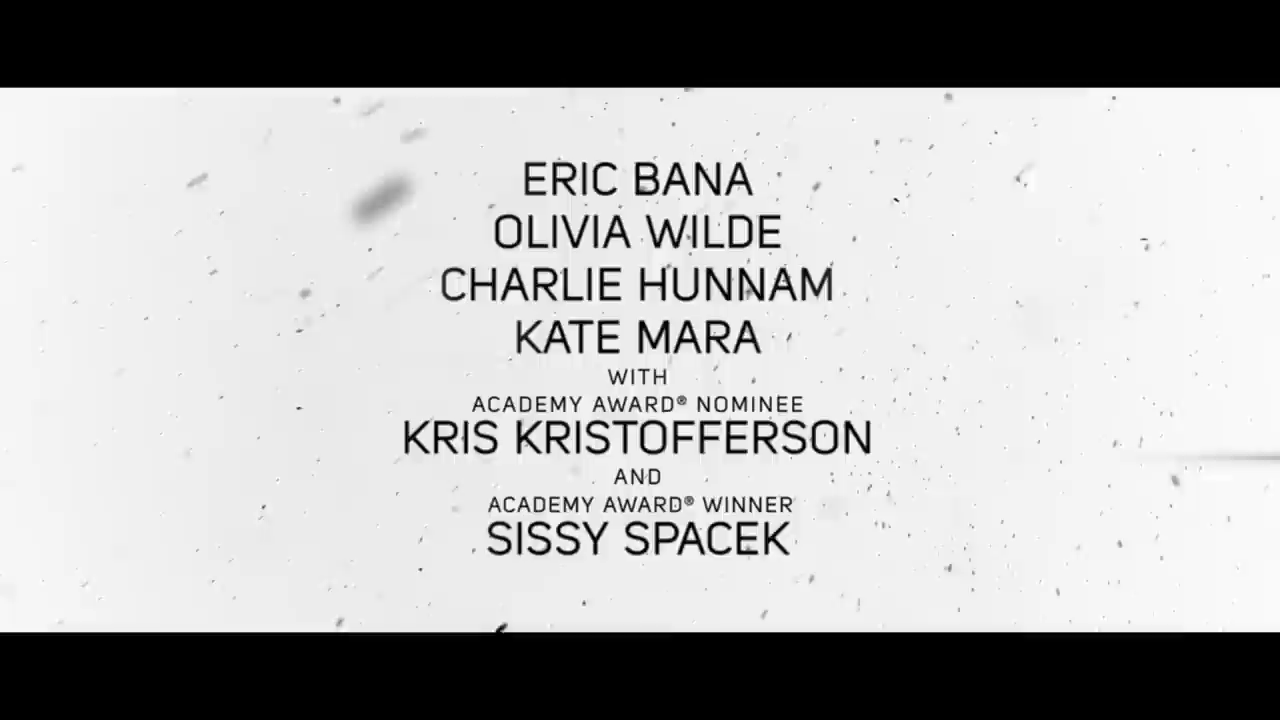 ERIC BANA
OLIVIA WILDE
CHARLIE HUNNAM
KATE MARA
WITH
ACADEMY AWARD® NOMINEE
KRIS KRISTOFFERSON
AND
ACADEMY AWARD® WINNER
SISSY SPACEK